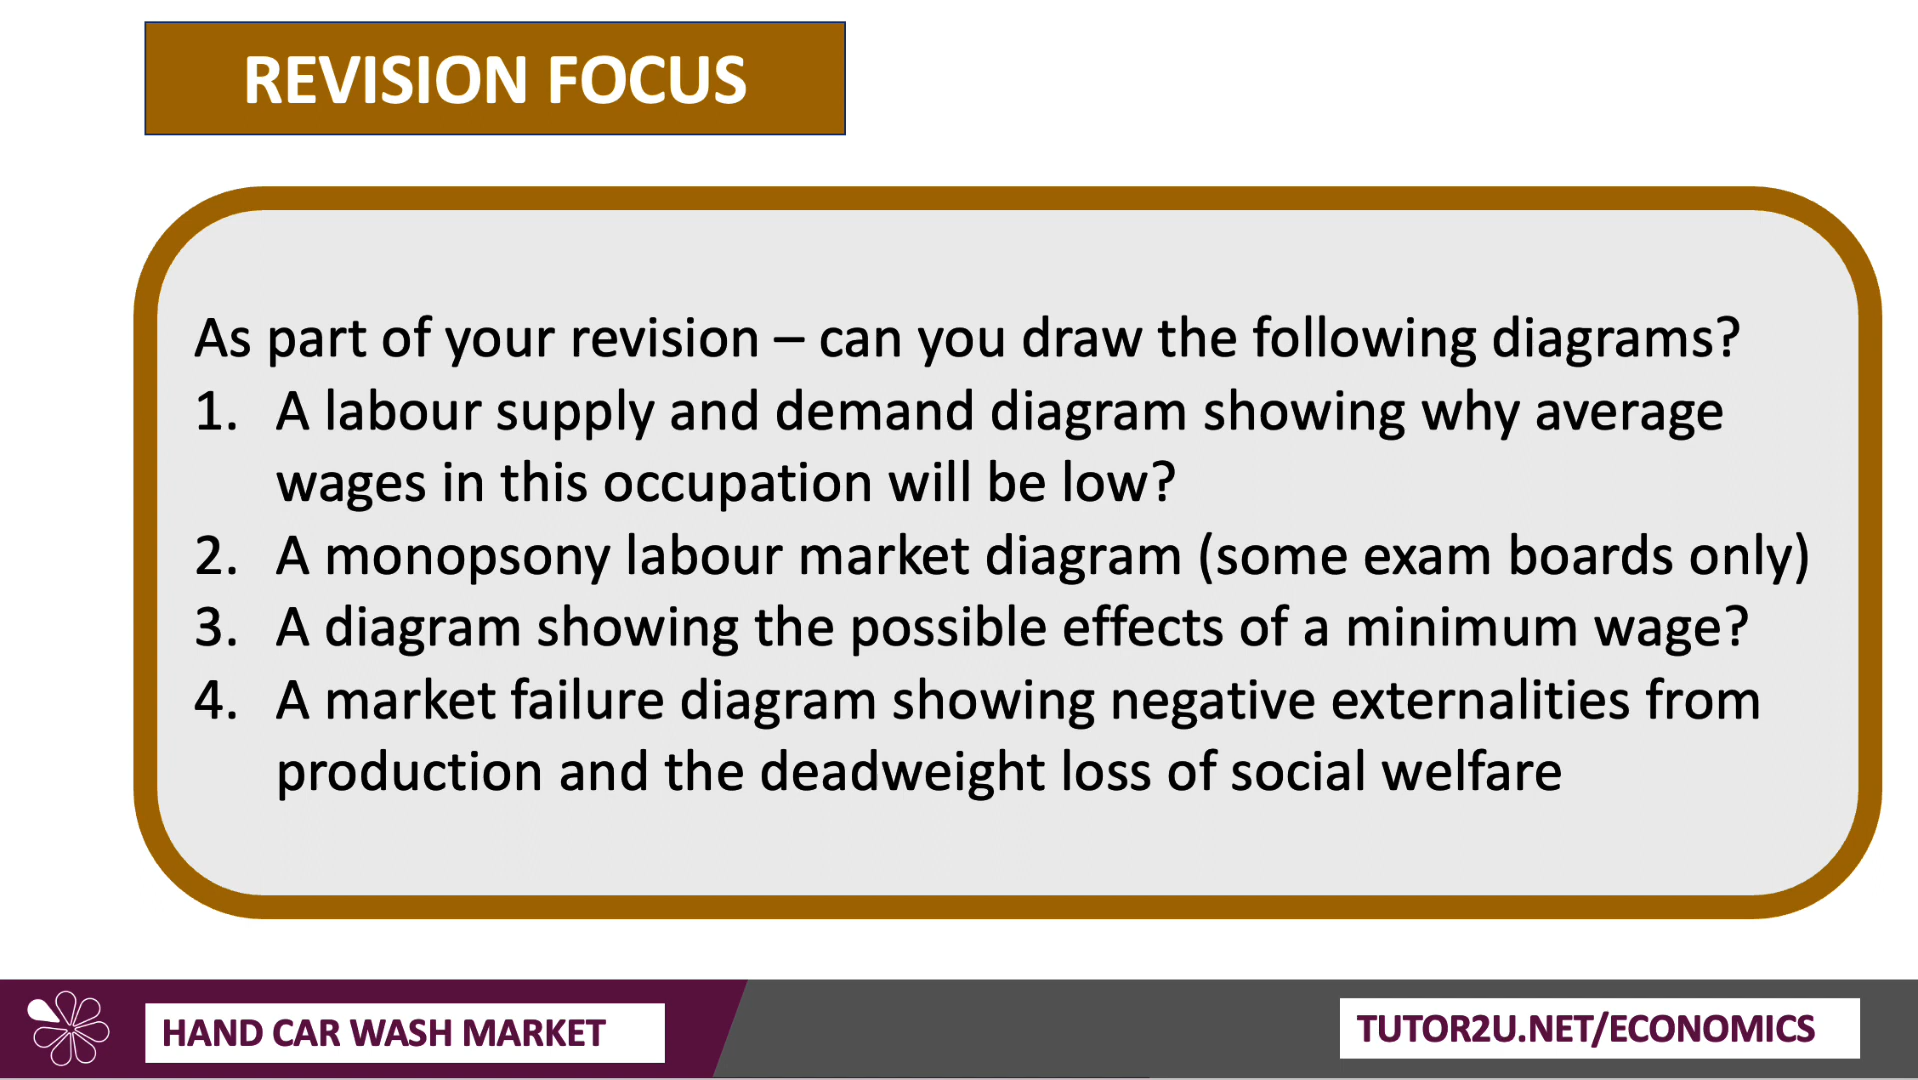 REVISION FOCUS
As part of your revision – can you draw the following diagrams?
1. A labour supply and demand diagram showing why average
wages in this occupation will be low?
2. A monopsony labour market diagram (some exam boards only)
3. A diagram showing the possible effects of a minimum wage?
4. A market failure diagram showing negative externalities from
production and the deadweight loss of social welfare
HAND CAR WASH MARKET
TUTOR2U.NET/ECONOMICS